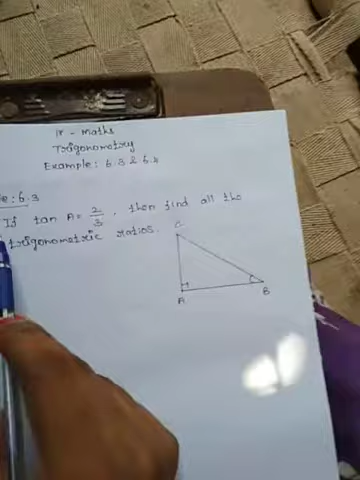 IX - Maths
Trigonometry
Example: 6.3 & 6.4
6.3
If tan A = 2/3, then find all the
trigonometric ratios.
C
A
B